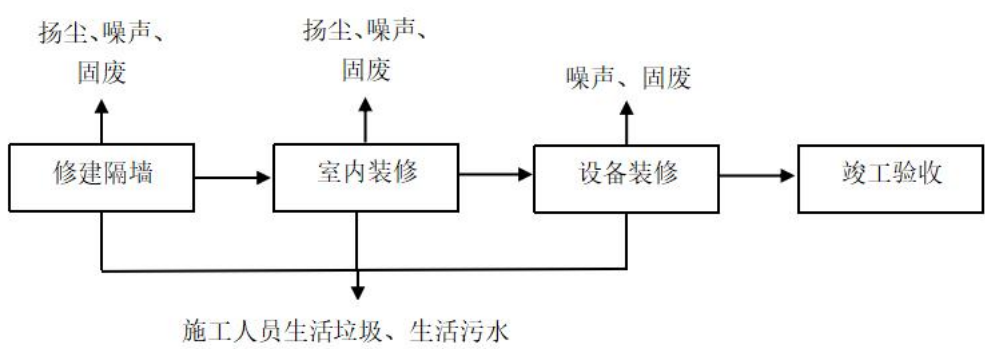 扬尘、噪声、
固废
扬尘、噪声、
固废
噪声、固废
修建隔墙
室内装修
设备装修
竣工验收
施工人员生活垃圾、生活污水